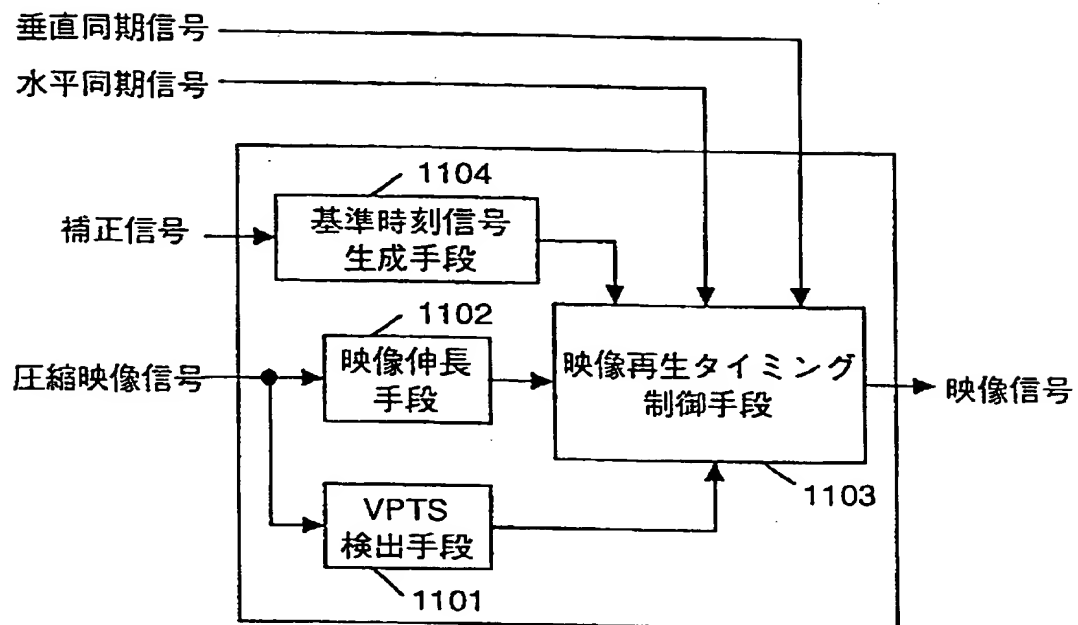 垂直同期信号
水平同期信号
1104
補正信号
基準時刻信号
生成手段
1102
圧縮映像信号
映像伸長
手段
映像再生タイミング
制御手段
映像信号
1103
VPTS
検出手段
1101